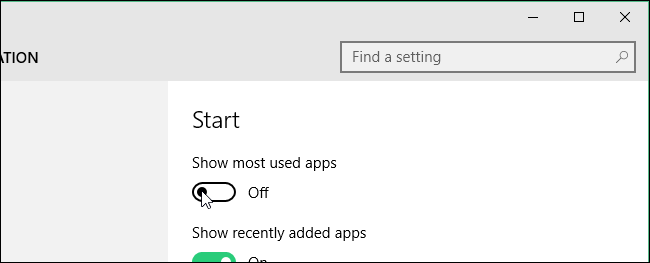 ATION
Find a setting
Start
Show most used apps
Off
Show recently added apps
On